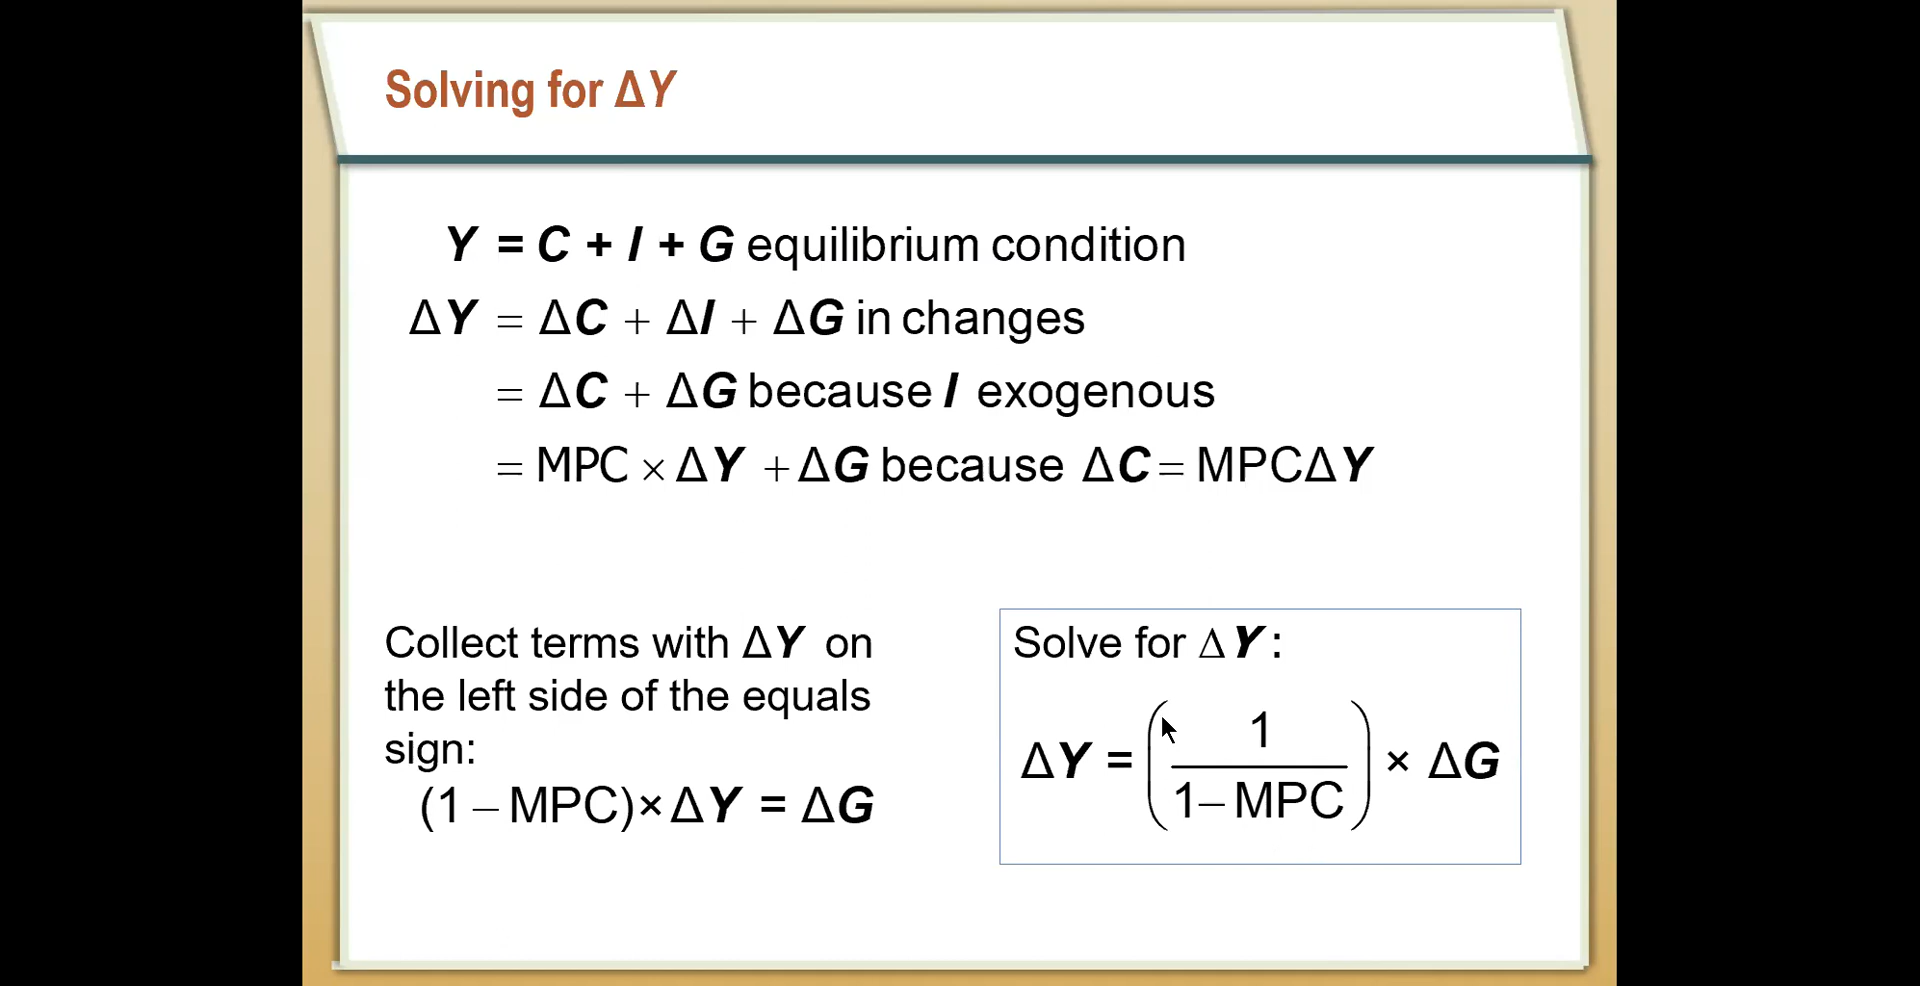 Solving for ΔY
Y = C + I + G equilibrium condition
ΔY = ΔC + ΔI + ΔG in changes
= ΔC + ΔG because I exogenous
= MPC × ΔY + ΔG because ΔC = MPCΔY
Collect terms with ΔY on
the left side of the equals
sign:
(1 – MPC) × ΔY = ΔG
Solve for ΔY:
ΔY = (1 / 1– MPC) × ΔG